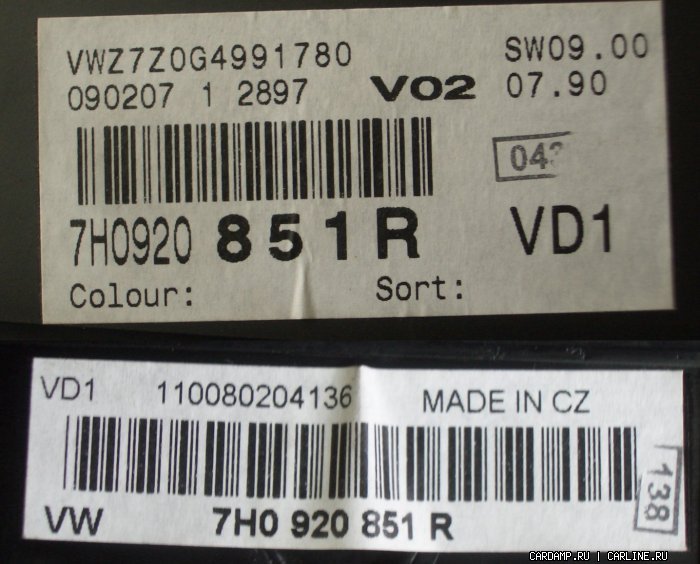 VWZ7Z0G4991780 SW09.00
090207 1 2897 V02 07.90
7H0920 851R VD1
Colour: Sort:
VD1 110080204136 MADE IN CZ
138
VW 7H0 920 851 R
CARDAMP.RU | CARLINE.RU